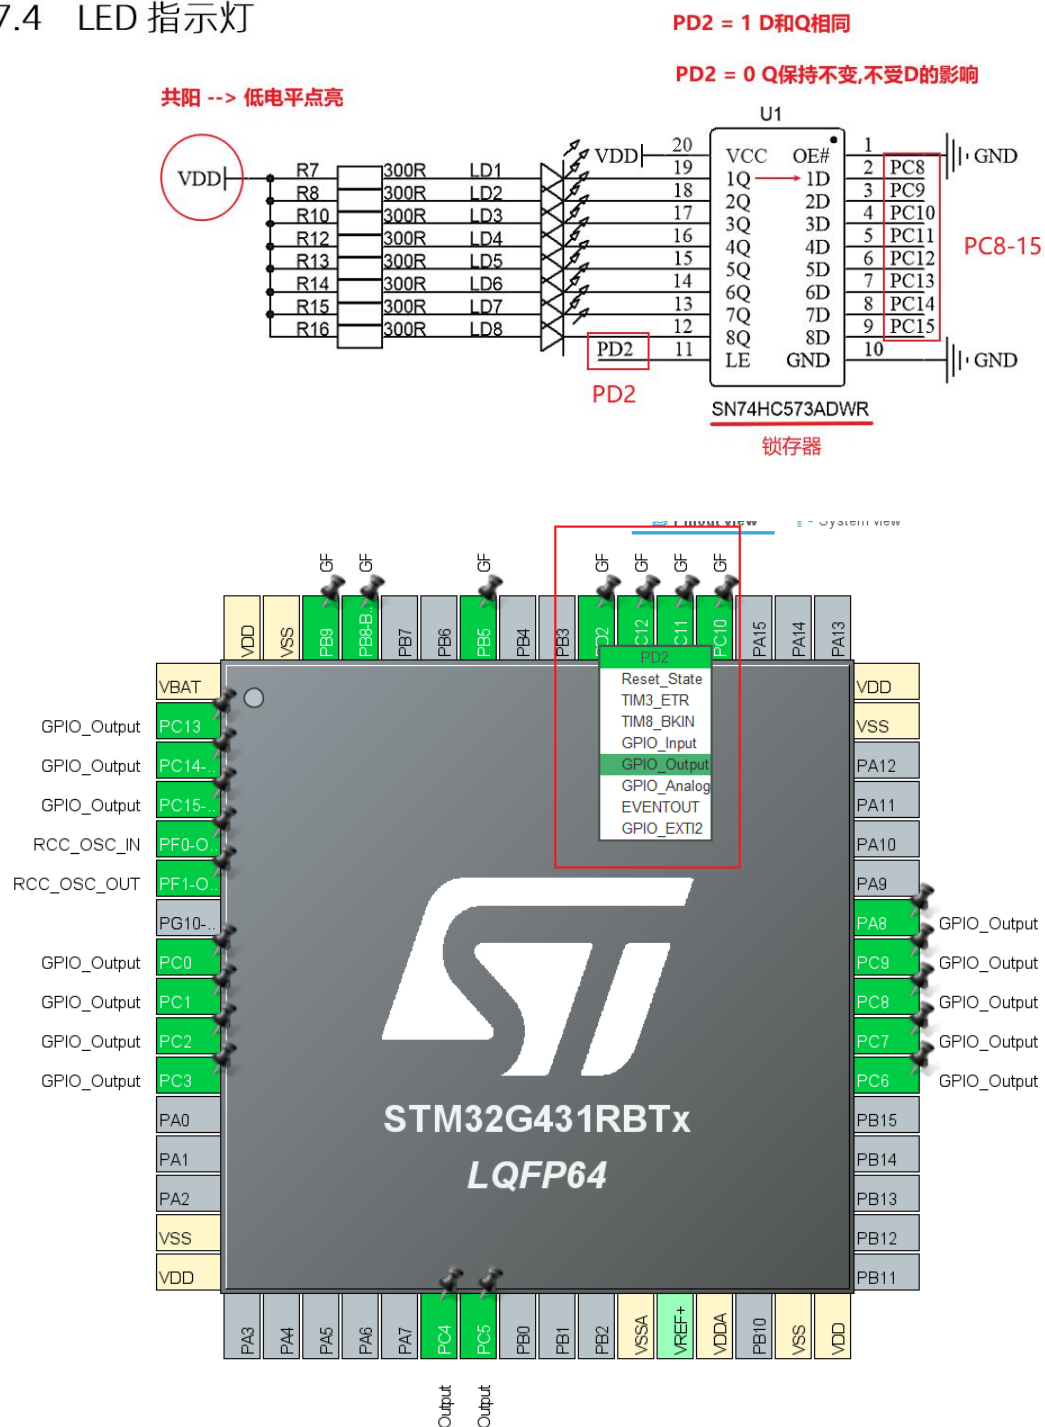 7.4 LED 指示灯
PD2 = 1 D和Q相同
PD2 = 0 Q保持不变,不受D的影响
共阳 --> 低电平点亮
U1
VDD
R7 300R LD1
R8 300R LD2
R10 300R LD3
R12 300R LD4
R13 300R LD5
R14 300R LD6
R15 300R LD7
R16 300R LD8
VDD 20 VCC OE# 1 GND
19 1Q 1D 2 PC8
18 2Q 2D 3 PC9
17 3Q 3D 4 PC10
16 4Q 4D 5 PC11
15 5Q 5D 6 PC12
14 6Q 6D 7 PC13
13 7Q 7D 8 PC14
12 8Q 8D 9 PC15
PD2 11 LE GND 10 GND
PC8-15
PD2
SN74HC573ADWR
锁存器
Pinout view System view
GF GF GF GF GF GF GF
VDD VSS PB9 PB8-B.. PB7 PB6 PB5 PB4 PB3 D2 C12 C11 PC10 PA15 PA14 PA13
PD2
Reset_State
TIM3_ETR
TIM8_BKIN
GPIO_Input
GPIO_Output
GPIO_Analog
EVENTOUT
GPIO_EXTI2
VBAT
GPIO_Output PC13
GPIO_Output PC14-..
GPIO_Output PC15-..
RCC_OSC_IN PF0-O..
RCC_OSC_OUT PF1-O..
PG10-..
GPIO_Output PC0
GPIO_Output PC1
GPIO_Output PC2
GPIO_Output PC3
PA0
PA1
PA2
VSS
VDD
VDD
VSS
PA12
PA11
PA10
PA9
PA8 GPIO_Output
PC9 GPIO_Output
PC8 GPIO_Output
PC7 GPIO_Output
PC6 GPIO_Output
PB15
PB14
PB13
PB12
PB11
ST
STM32G431RBTx
LQFP64
PA3 PA4 PA5 PA6 PA7 PC4 PC5 PB0 PB1 PB2 VSSA VREF+ VDDA PB10 VSS VDD
Output Output